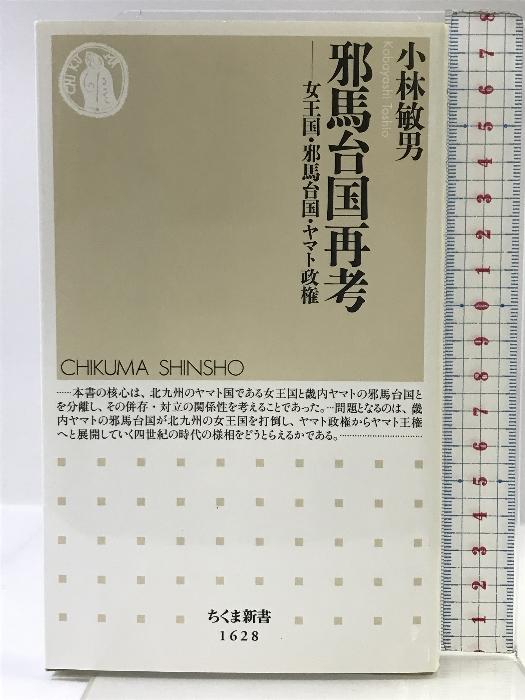 小林敏男
Kobayashi Toshio
邪馬台国再考
――女王国・邪馬台国・ヤマト政権
CHIKUMA SHINSHO
……本書の核心は、北九州のヤマト国である女王国と畿内ヤマトの邪馬台国と
を分離し、その併存・対立の関係性を考えることであった。…問題となるのは、畿
内ヤマトの邪馬台国が北九州の女王国を打倒し、ヤマト政権からヤマト王権
へと展開していく四世紀の時代の様相をどうとらえるかである。……………………
ちくま新書
1628